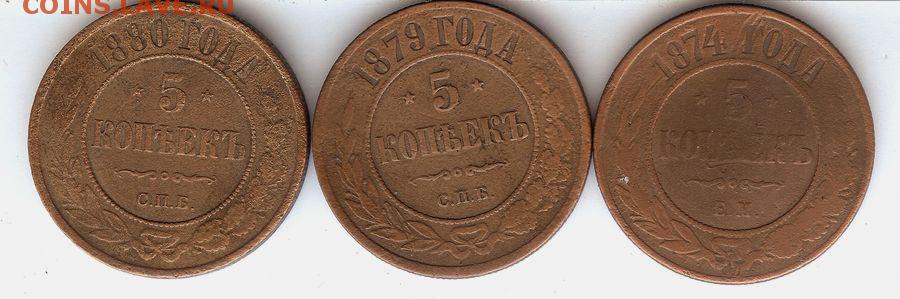 COINS.LAVE.RU
1880 ГОДА
5
КОПѢЕКЪ
С.П.Б.
1879 ГОДА
5
КОПѢЕКЪ
С.П.Б.
1874 ГОДА
5
КОПѢЕКЪ
Е.М.